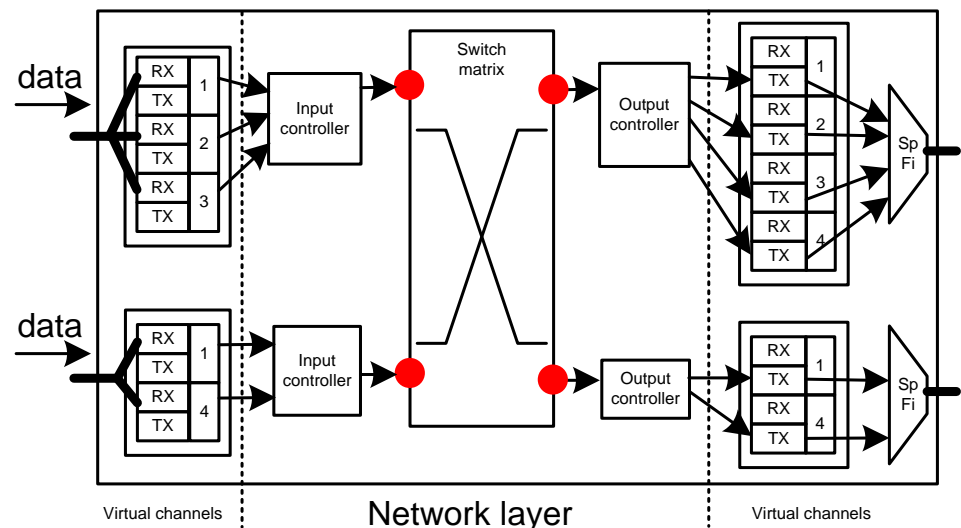 data
RX
TX
RX
TX
RX
TX
1
2
3
Input
controller
Switch
matrix
Output
controller
RX
TX
RX
TX
RX
TX
RX
TX
1
2
3
4
Sp
Fi
data
RX
TX
RX
TX
1
4
Input
controller
Output
controller
RX
TX
RX
TX
1
4
Sp
Fi
Virtual channels
Network layer
Virtual channels